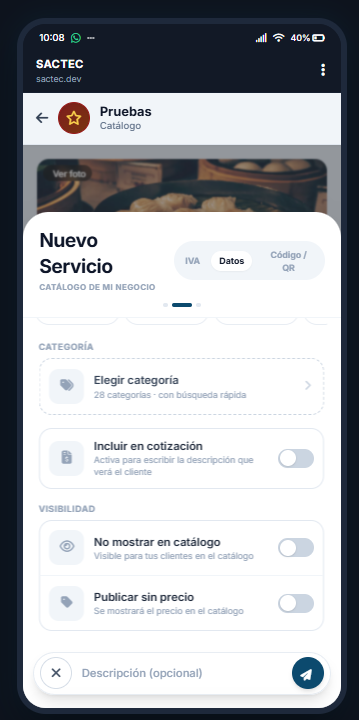 10:08
40%
SACTEC
sactec.dev
Pruebas
Catálogo
Ver foto
Nuevo
Servicio
CATÁLOGO DE MI NEGOCIO
IVA
Datos
Código /
QR
CATEGORÍA
Elegir categoría
28 categorías · con búsqueda rápida
Incluir en cotización
Activa para escribir la descripción que
verá el cliente
VISIBILIDAD
No mostrar en catálogo
Visible para tus clientes en el catálogo
Publicar sin precio
Se mostrará el precio en el catálogo
Descripción (opcional)